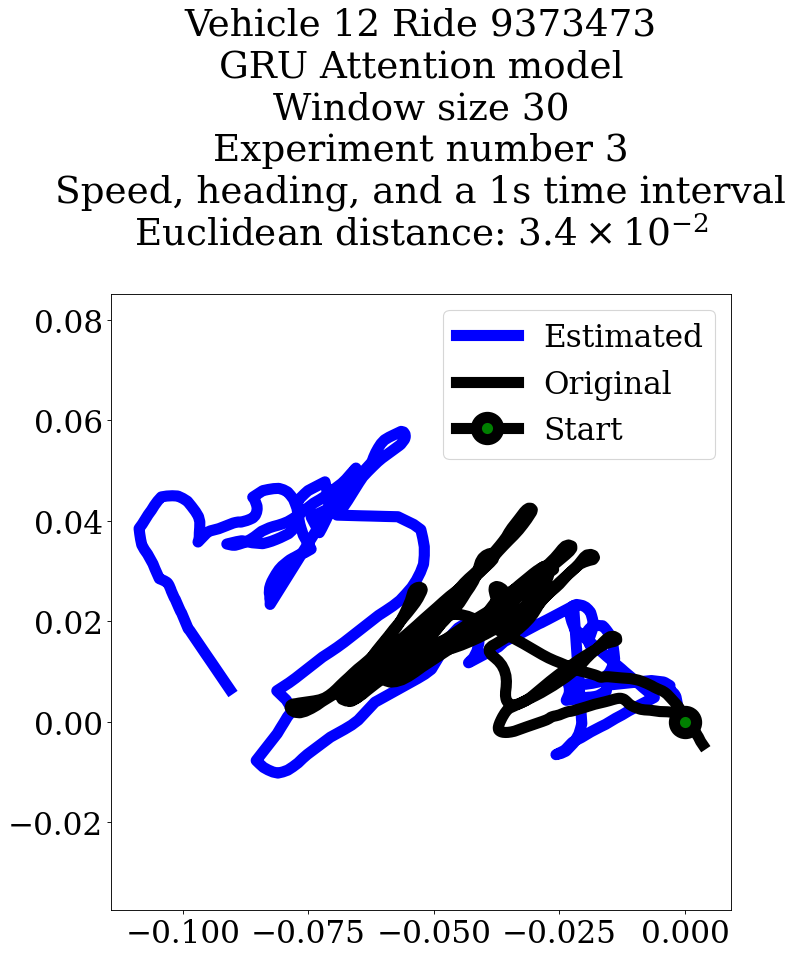 Vehicle 12 Ride 9373473
GRU Attention model
Window size 30
Experiment number 3
Speed, heading, and a 1s time interval
Euclidean distance: 3.4 × 10⁻²
Estimated
Original
Start
0.08
0.06
0.04
0.02
0.00
−0.02
−0.100 −0.075 −0.050 −0.025 0.000